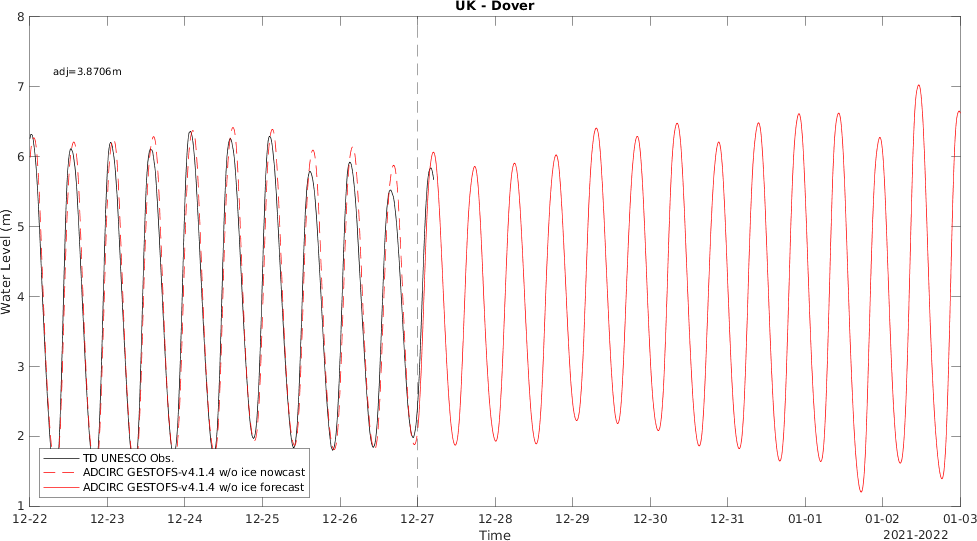 UK - Dover
8
7
6
5
4
3
2
1
Water Level (m)
adj=3.8706m
TD UNESCO Obs.
ADCIRC GESTOFS-v4.1.4 w/o ice nowcast
ADCIRC GESTOFS-v4.1.4 w/o ice forecast
12-22 12-23 12-24 12-25 12-26 12-27 12-28 12-29 12-30 12-31 01-01 01-02 01-03
Time
2021-2022